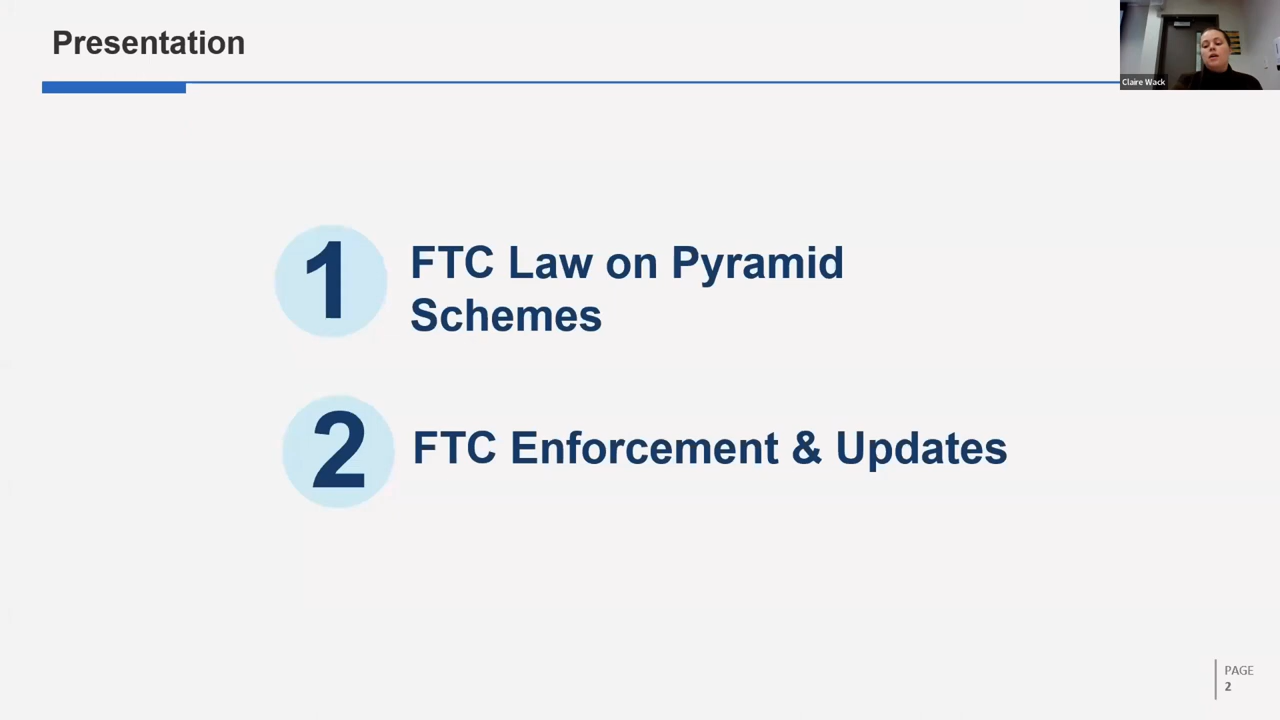 Presentation
Claire Wack
1
FTC Law on Pyramid
Schemes
2
FTC Enforcement & Updates
PAGE
2